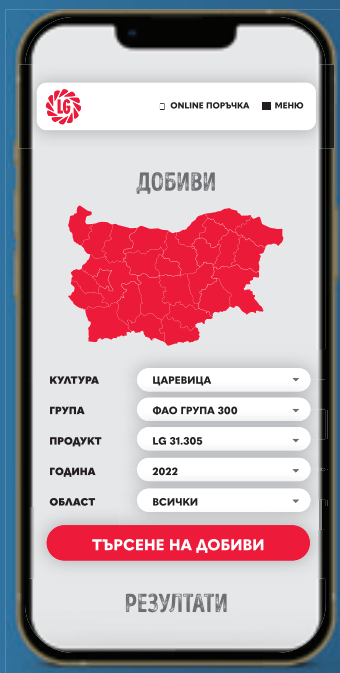 LG
ONLINE ПОРЪЧКА МЕНЮ
ДОБИВИ
КУЛТУРА ЦАРЕВИЦА
ГРУПА ФАО ГРУПА 300
ПРОДУКТ LG 31.305
ГОДИНА 2022
ОБЛАСТ ВСИЧКИ
ТЪРСЕНЕ НА ДОБИВИ
РЕЗУЛТАТИ